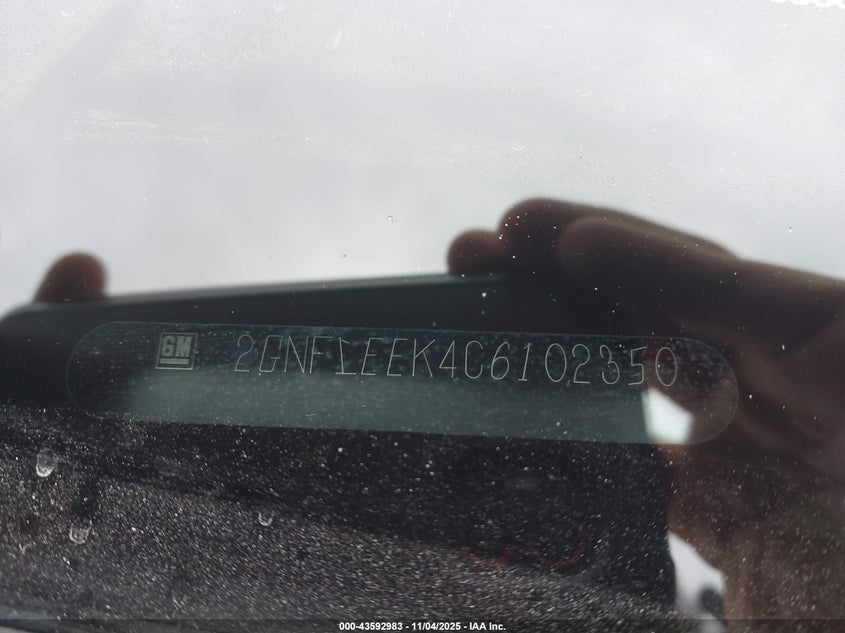 GM 2GNFLEEK4C6102350
000-43592983 - 11/04/2025 - IAA Inc.